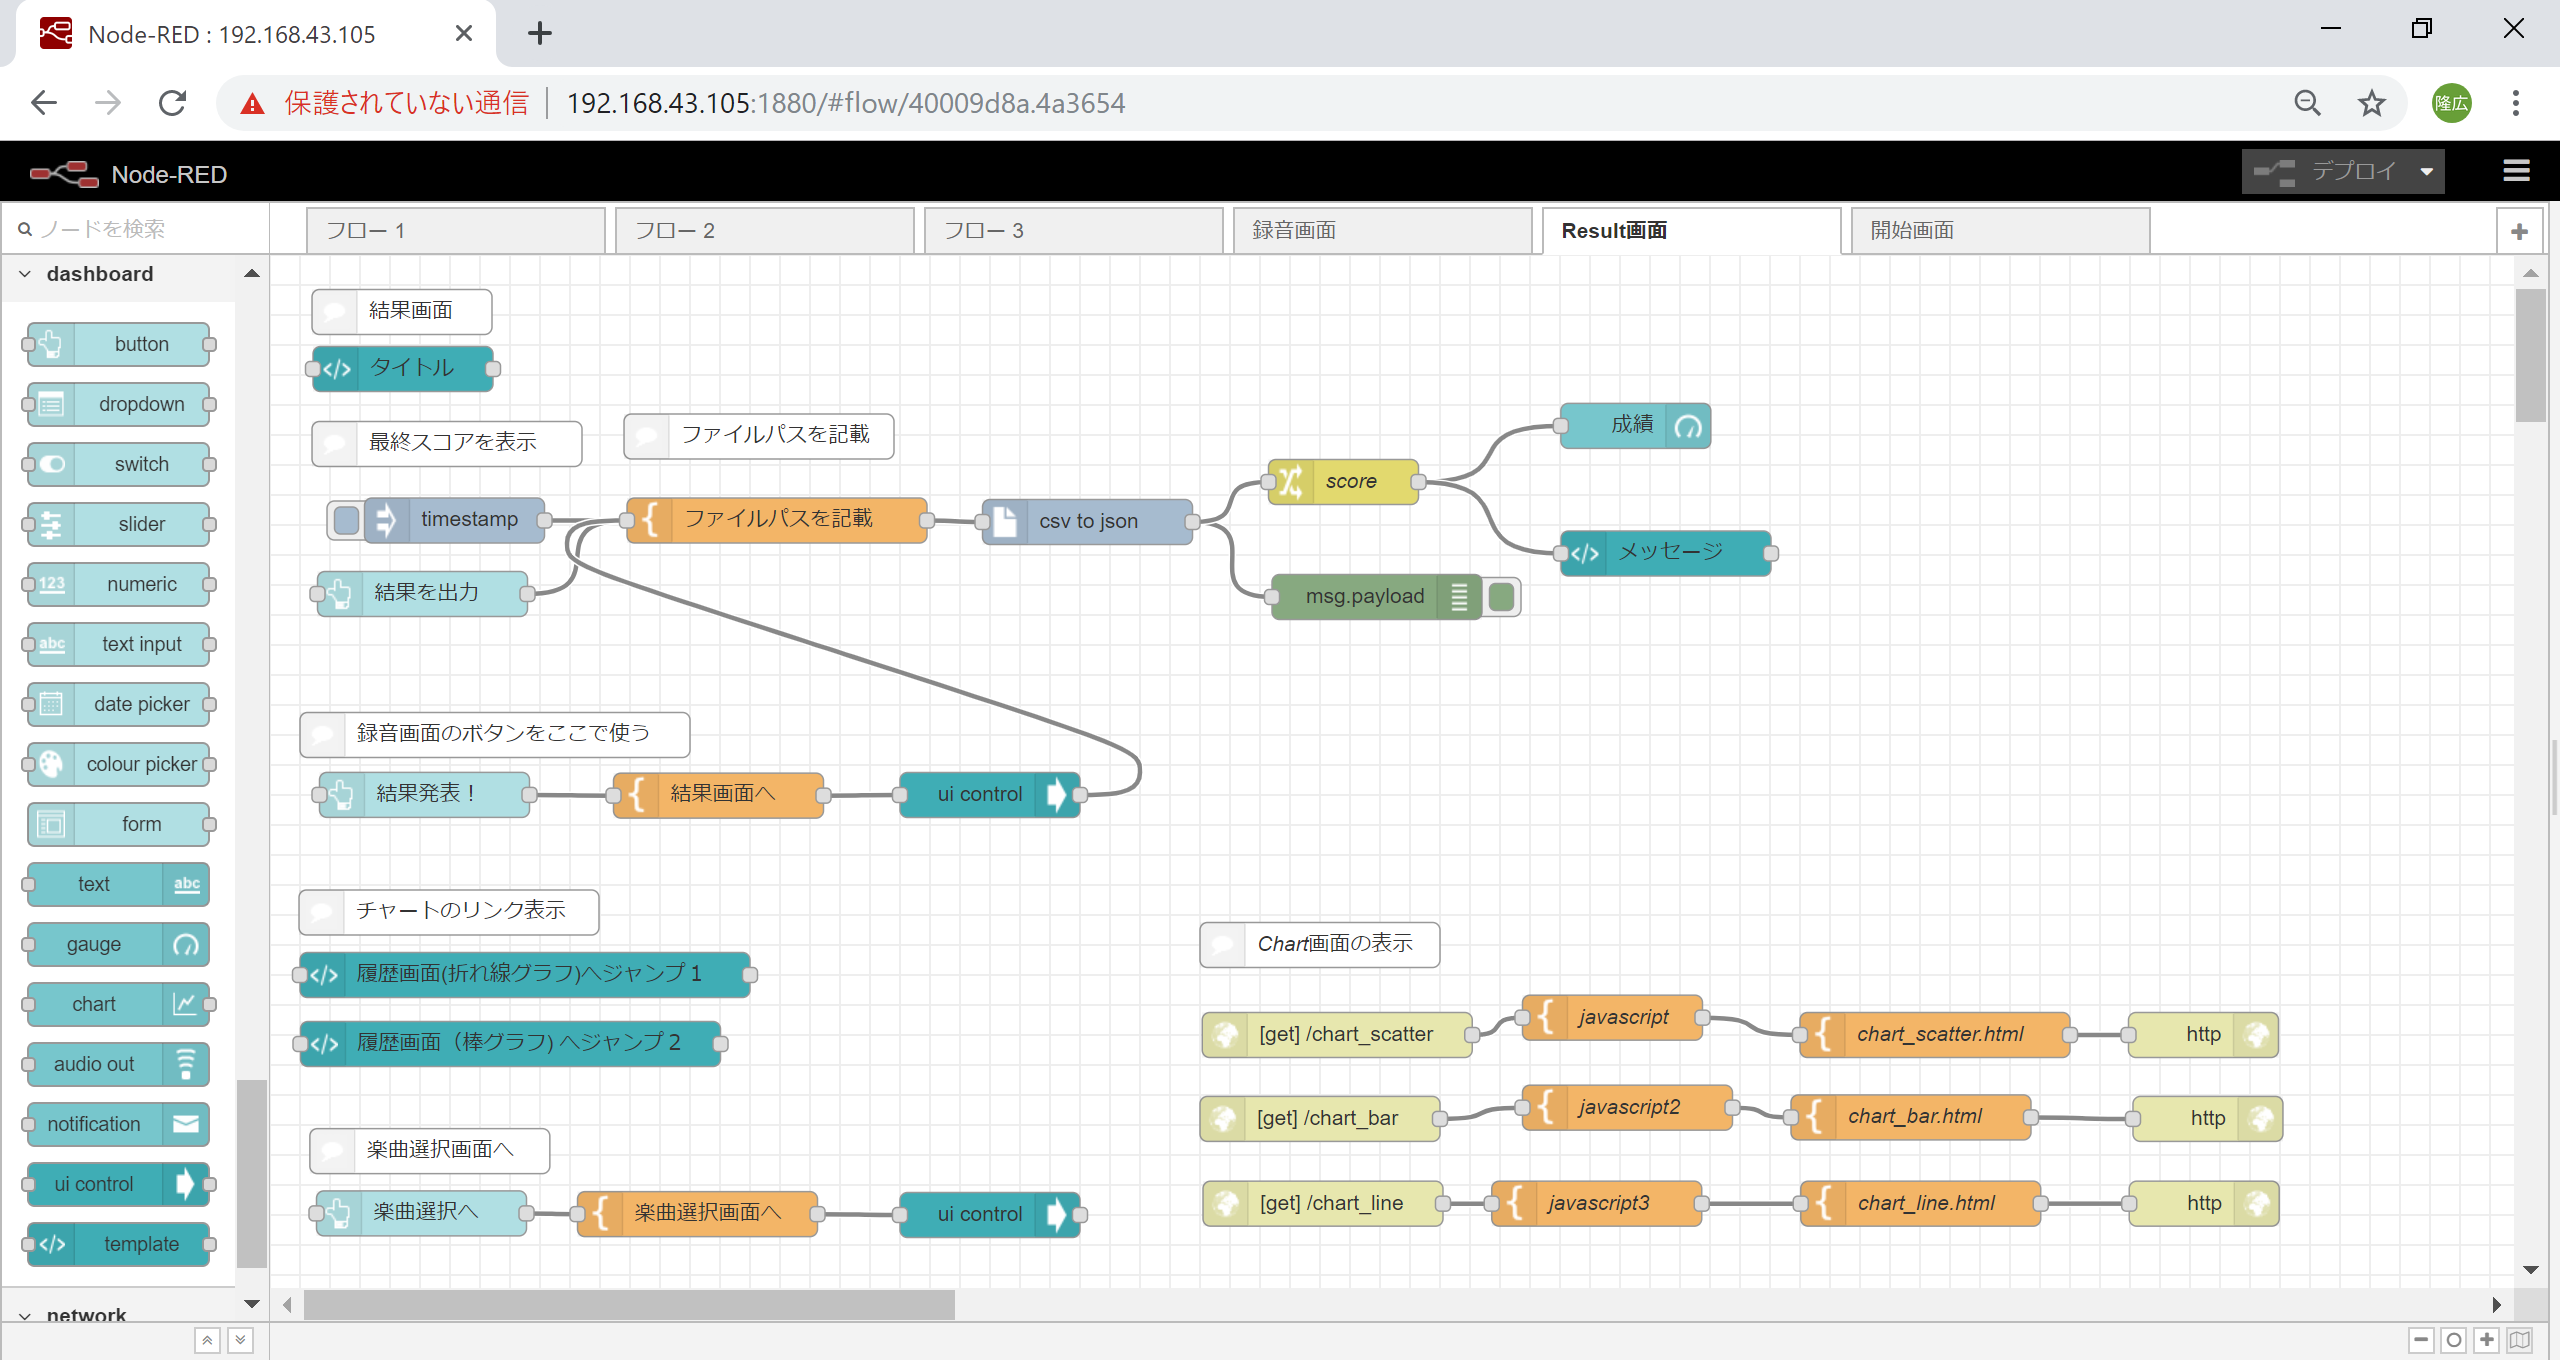 Node-RED : 192.168.43.105
保護されていない通信 192.168.43.105:1880/#flow/40009d8a.4a3654
隆広
Node-RED
デプロイ
ノードを検索
フロー 1
フロー 2
フロー 3
録音画面
Result画面
開始画面
dashboard
button
dropdown
switch
slider
123 numeric
abc text input
date picker
colour picker
form
text abc
gauge
chart
audio out
notification
ui control
</> template
network
結果画面
</> タイトル
最終スコアを表示
ファイルパスを記載
timestamp
ファイルパスを記載
csv to json
score
成績
</> メッセージ
msg.payload
結果を出力
録音画面のボタンをここで使う
結果発表！
結果画面へ
ui control
チャートのリンク表示
</> 履歴画面(折れ線グラフ)へジャンプ１
</> 履歴画面（棒グラフ) へジャンプ２
楽曲選択画面へ
楽曲選択へ
楽曲選択画面へ
ui control
Chart画面の表示
[get] /chart_scatter
javascript
chart_scatter.html
http
[get] /chart_bar
javascript2
chart_bar.html
http
[get] /chart_line
javascript3
chart_line.html
http